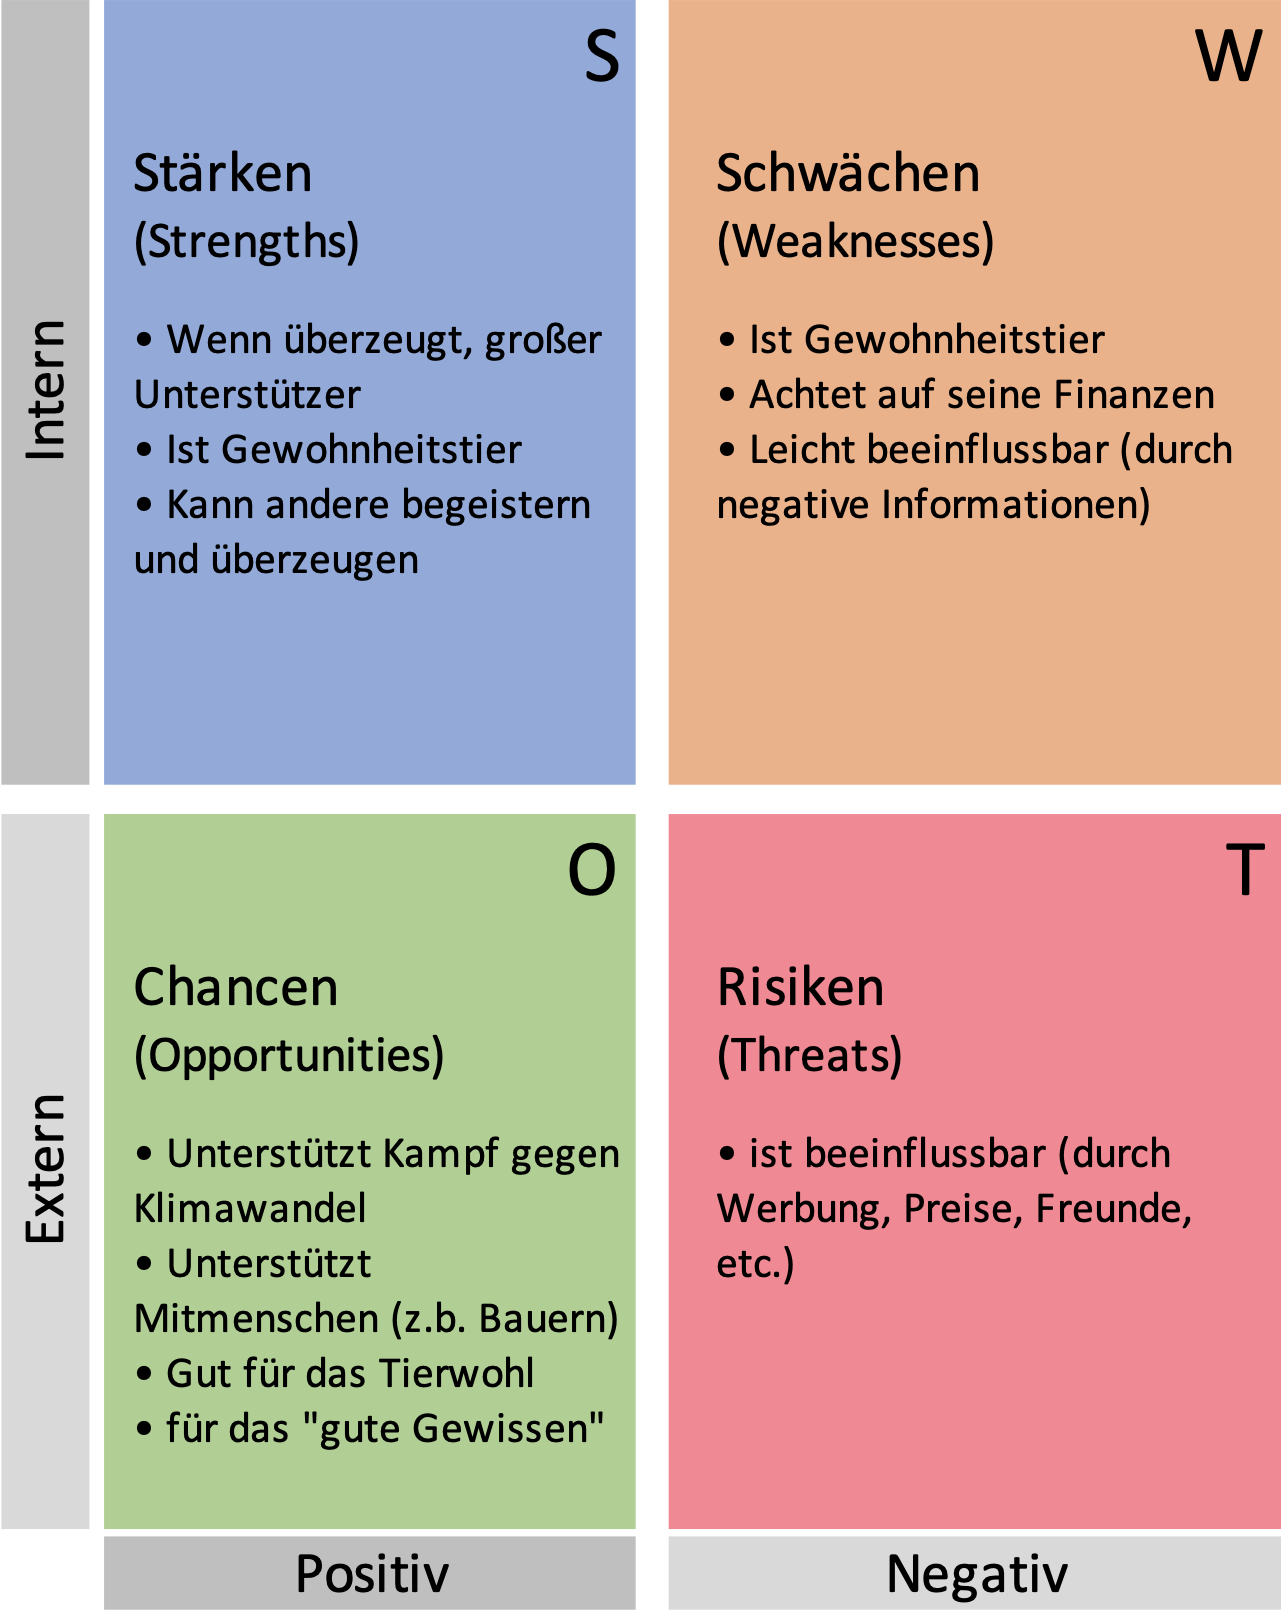 Intern
S
Stärken
(Strengths)
• Wenn überzeugt, großer
Unterstützer
• Ist Gewohnheitstier
• Kann andere begeistern
und überzeugen
W
Schwächen
(Weaknesses)
• Ist Gewohnheitstier
• Achtet auf seine Finanzen
• Leicht beeinflussbar (durch
negative Informationen)
Extern
O
Chancen
(Opportunities)
• Unterstützt Kampf gegen
Klimawandel
• Unterstützt
Mitmenschen (z.b. Bauern)
• Gut für das Tierwohl
• für das "gute Gewissen"
T
Risiken
(Threats)
• ist beeinflussbar (durch
Werbung, Preise, Freunde,
etc.)
Positiv
Negativ